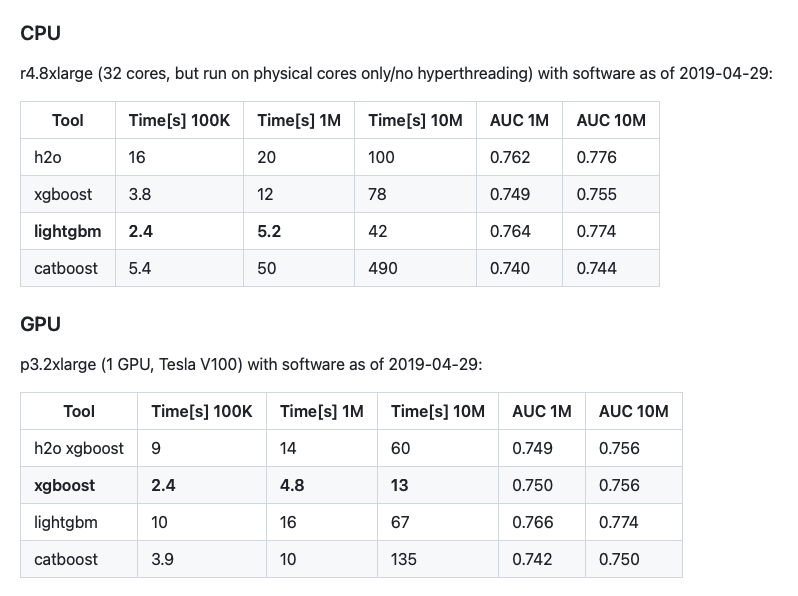 CPU
r4.8xlarge (32 cores, but run on physical cores only/no hyperthreading) with software as of 2019-04-29:
Tool Time[s] 100K Time[s] 1M Time[s] 10M AUC 1M AUC 10M
h2o 16 20 100 0.762 0.776
xgboost 3.8 12 78 0.749 0.755
lightgbm 2.4 5.2 42 0.764 0.774
catboost 5.4 50 490 0.740 0.744
GPU
p3.2xlarge (1 GPU, Tesla V100) with software as of 2019-04-29:
Tool Time[s] 100K Time[s] 1M Time[s] 10M AUC 1M AUC 10M
h2o xgboost 9 14 60 0.749 0.756
xgboost 2.4 4.8 13 0.750 0.756
lightgbm 10 16 67 0.766 0.774
catboost 3.9 10 135 0.742 0.750